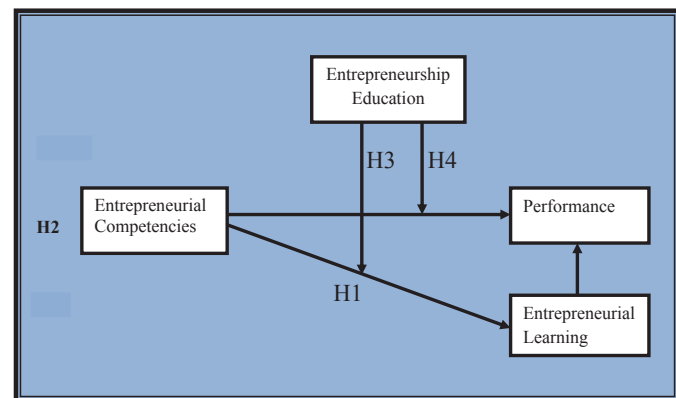 Entrepreneurship
Education
H3
H4
Entrepreneurial
Competencies
H2
Performance
H1
Entrepreneurial
Learning